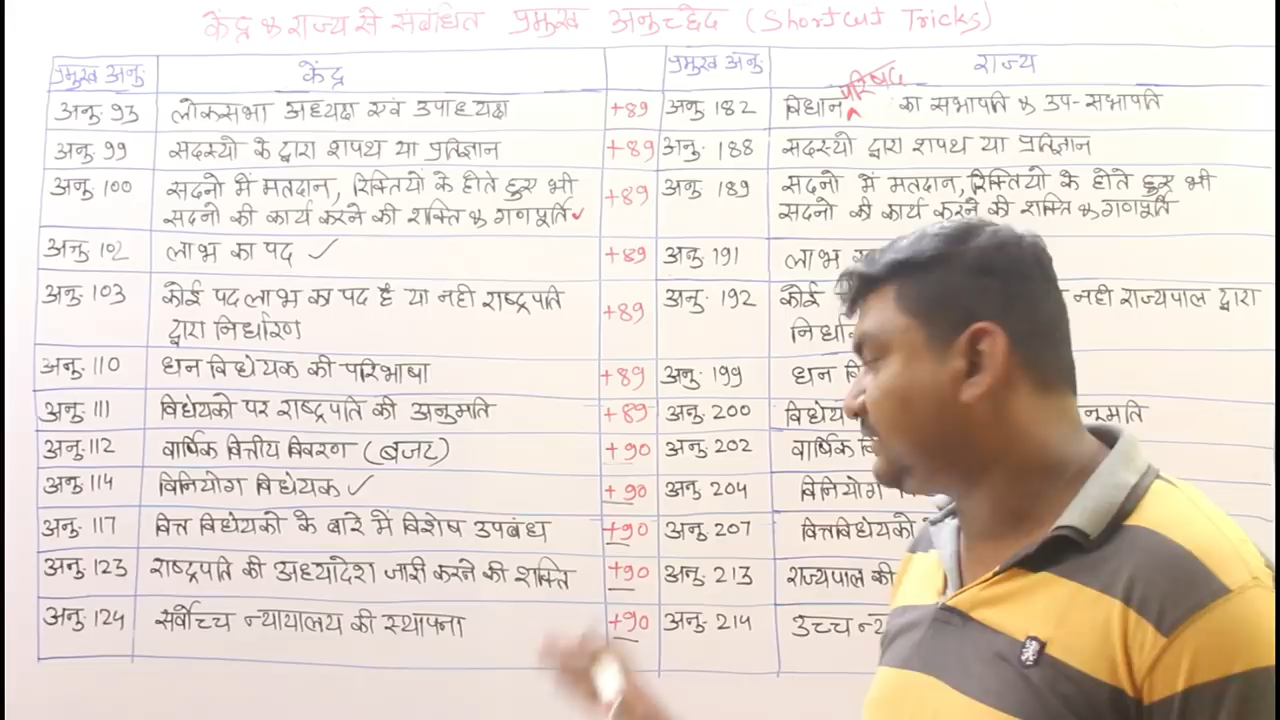 केंद्र & राज्य से संबंधित प्रमुख अनुच्छेद (Shortcut Tricks)
प्रमुख अनु. केंद्र प्रमुख अनु. राज्य
परिषद
अनु. 93 लोकसभा अध्यक्ष एवं उपाध्यक्ष +89 अनु. 182 विधान ^ का सभापति & उप-सभापति
अनु. 99 सदस्यो के द्वारा शपथ या प्रतिज्ञान +89 अनु. 188 सदस्यो द्वारा शपथ या प्रतिज्ञान
अनु. 100 सदनो में मतदान, रिक्तियो के होते हुए भी +89 अनु. 189 सदनो में मतदान, रिक्तियो के होते हुए भी
सदनो की कार्य करने की शक्ति & गणपूर्ति ✓ सदनो की कार्य करने की शक्ति & गणपूर्ति
अनु. 102 लाभ का पद ✓ +89 अनु. 191 लाभ
अनु. 103 कोई पद लाभ का पद है या नही राष्ट्रपति +89 अनु. 192 कोई नही राज्यपाल द्वारा
द्वारा निर्धारण
अनु. 110 धन विधेयक की परिभाषा +89 अनु. 199 धन
अनु. 111 विधेयको पर राष्ट्रपति की अनुमति +89 अनु. 200
अनु. 112 वार्षिक वित्तीय विवरण (बजट) +90 अनु. 202 वार्षिक
अनु. 114 विनियोग विधेयक ✓ +90 अनु. 204 विनियोग
अनु. 117 वित्त विधेयको के बारे में विशेष उपबंध +90 अनु. 207 वित्तविधेयको
अनु. 123 राष्ट्रपति की अध्यादेश जारी करने की शक्ति +90 अनु. 213 राज्यपाल की
अनु. 124 सर्वोच्च न्यायालय की स्थापना +90 अनु. 214 उच्च